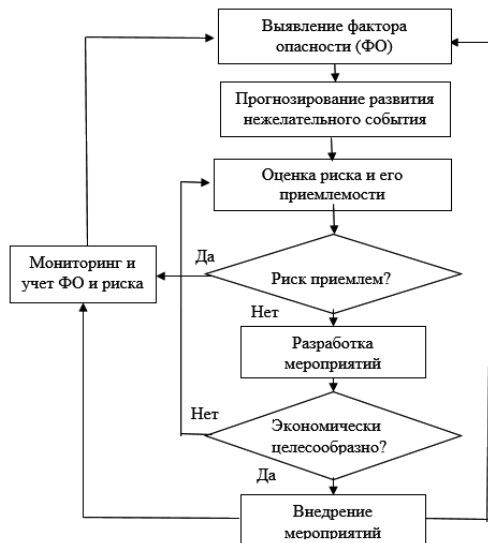 Выявление фактора
опасности (ФО)
Прогнозирование развития
нежелательного события
Оценка риска и его
приемлемости
Да
Мониторинг и
учет ФО и риска
Риск приемлем?
Нет
Разработка
мероприятий
Нет
Экономически
целесообразно?
Да
Внедрение
мероприятий